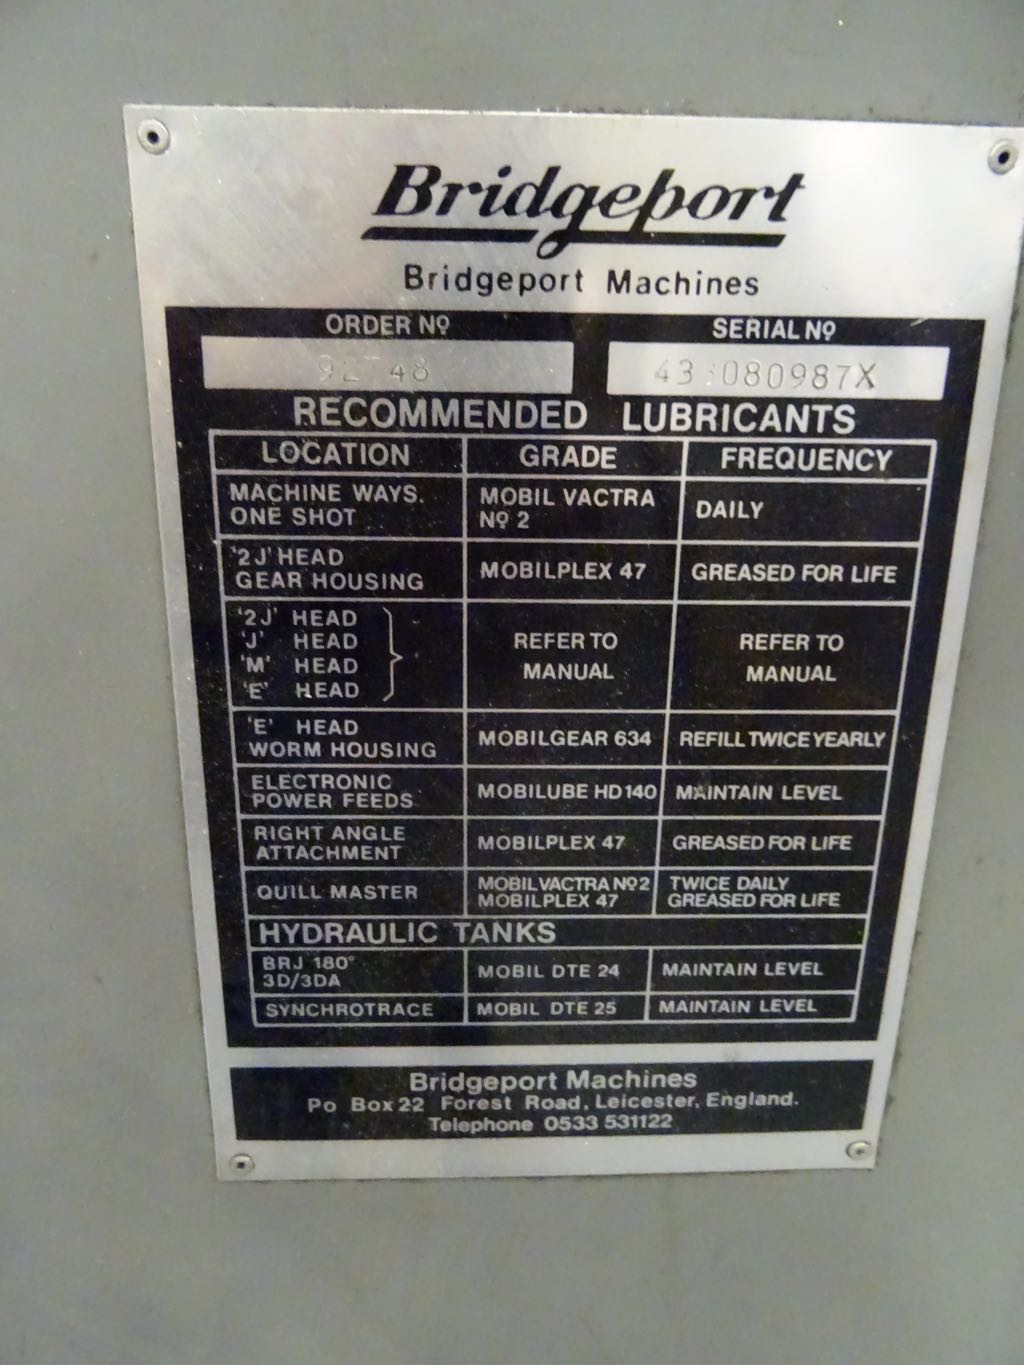 Bridgeport
Bridgeport Machines
ORDER Nº SERIAL Nº
RECOMMENDED LUBRICANTS
LOCATION GRADE FREQUENCY
MACHINE WAYS.
ONE SHOT
MOBIL VACTRA
Nº 2
DAILY
'2J' HEAD
GEAR HOUSING
MOBILPLEX 47
GREASED FOR LIFE
'2J' HEAD
'J' HEAD
'M' HEAD
'E' HEAD
REFER TO
MANUAL
REFER TO
MANUAL
'E' HEAD
WORM HOUSING
MOBILGEAR 634
REFILL TWICE YEARLY
ELECTRONIC
POWER FEEDS
MOBILUBE HD 140
MAINTAIN LEVEL
RIGHT ANGLE
ATTACHMENT
MOBILPLEX 47
GREASED FOR LIFE
QUILL MASTER
MOBIL VACTRA Nº 2
MOBILPLEX 47
TWICE DAILY
GREASED FOR LIFE
HYDRAULIC TANKS
BRJ 180°
3D/3DA
MOBIL DTE 24
MAINTAIN LEVEL
SYNCHROTRACE
MOBIL DTE 25
MAINTAIN LEVEL
Bridgeport Machines
Po Box 22 Forest Road, Leicester, England.
Telephone 0533 531122